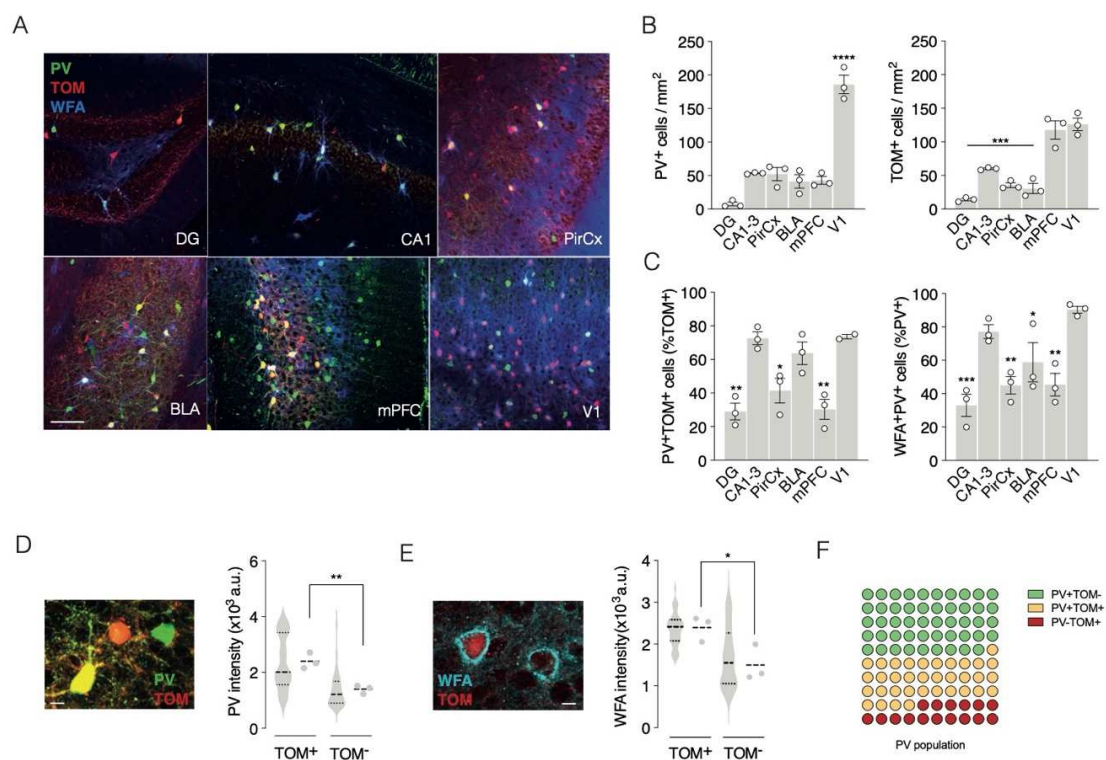 A
PV
TOM
WFA
DG
CA1
PirCx
BLA
mPFC
V1
B
PV+ cells / mm2
250
200
150
100
50
0
****
DG
CA1-3
PirCx
BLA
mPFC
V1
TOM+ cells / mm2
250
200
150
100
50
0
***
DG
CA1-3
PirCx
BLA
mPFC
V1
C
PV+TOM+ cells (%TOM+)
100
80
60
40
20
0
**
*
**
DG
CA1-3
PirCx
BLA
mPFC
V1
WFA+PV+ cells (%PV+)
100
80
60
40
20
0
***
**
*
**
DG
CA1-3
PirCx
BLA
mPFC
V1
D
PV
TOM
PV intensity (x10³ a.u.)
6
4
2
0
**
TOM+
TOM-
E
WFA
TOM
WFA intensity (x10³a.u.)
4
3
2
1
0
*
TOM+
TOM-
F
PV+TOM-
PV+TOM+
PV-TOM+
PV population